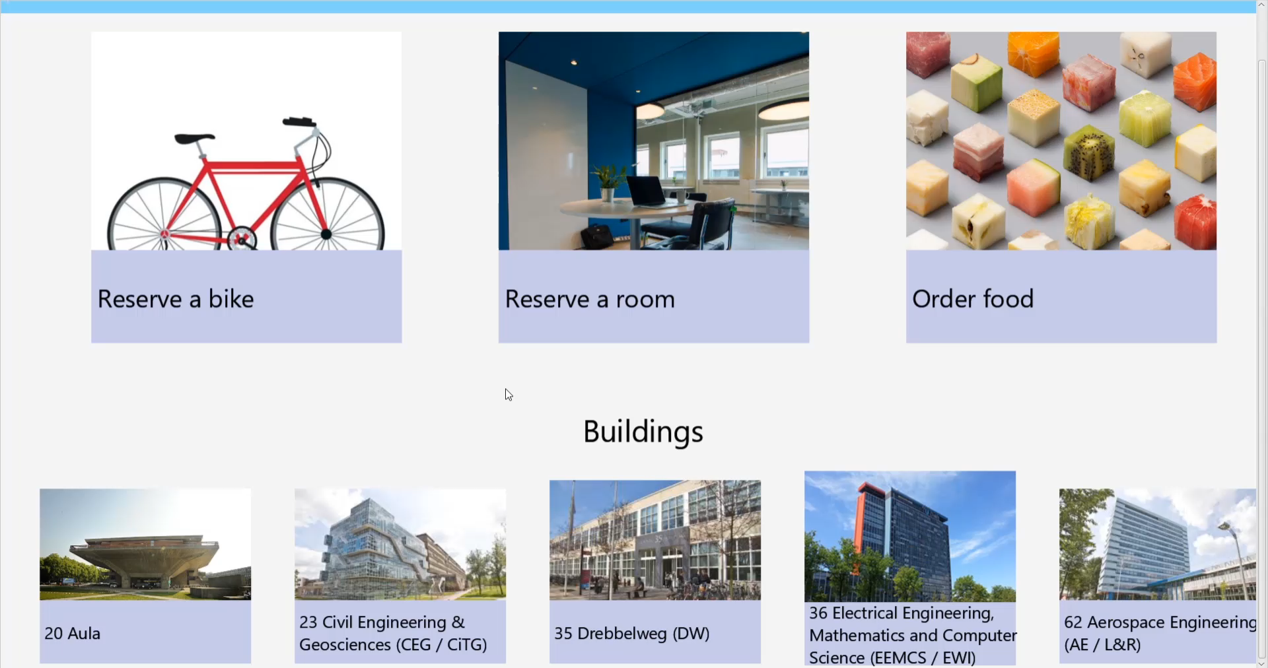 Reserve a bike
Reserve a room
Order food
Buildings
20 Aula
23 Civil Engineering &
Geosciences (CEG / CiTG)
35 Drebbelweg (DW)
36 Electrical Engineering,
Mathematics and Computer
Science (EEMCS / EWI)
62 Aerospace Engineering
(AE / L&R)